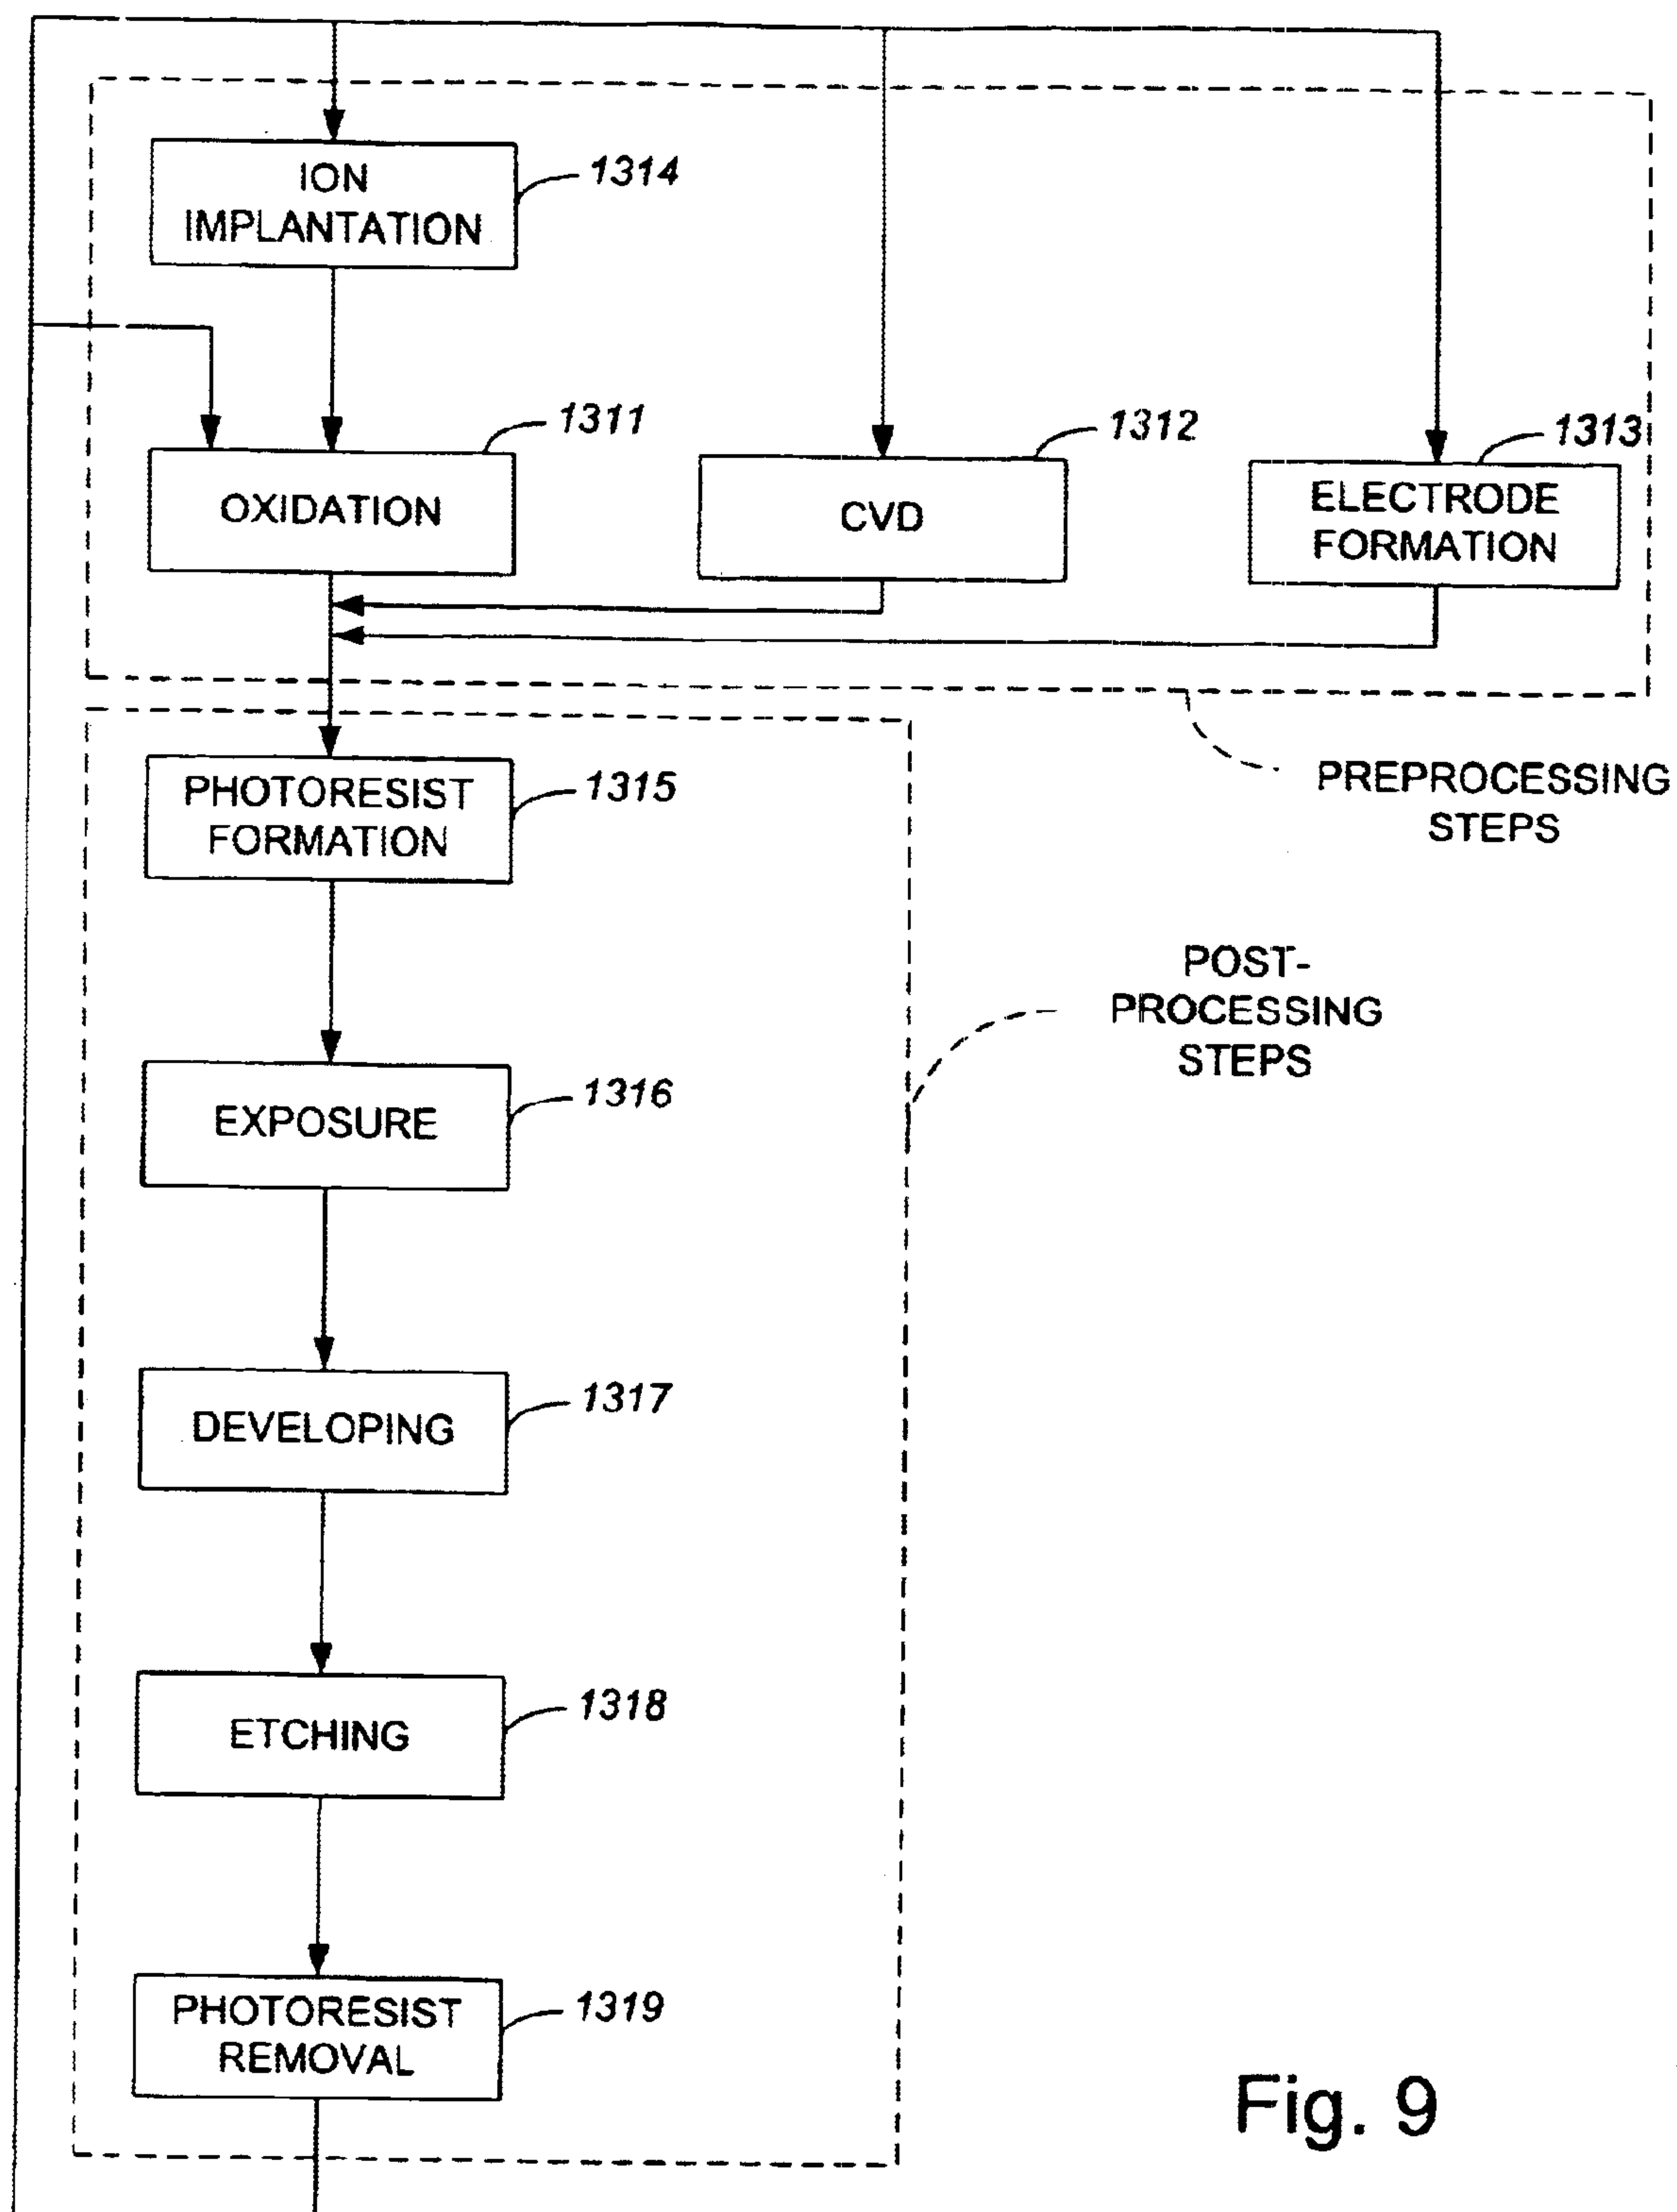 ION
IMPLANTATION
1314
OXIDATION
1311
CVD
1312
ELECTRODE
FORMATION
1313
PREPROCESSING
STEPS
PHOTORESIST
FORMATION
1315
POST-
PROCESSING
STEPS
EXPOSURE
1316
DEVELOPING
1317
ETCHING
1318
PHOTORESIST
REMOVAL
1319
Fig. 9